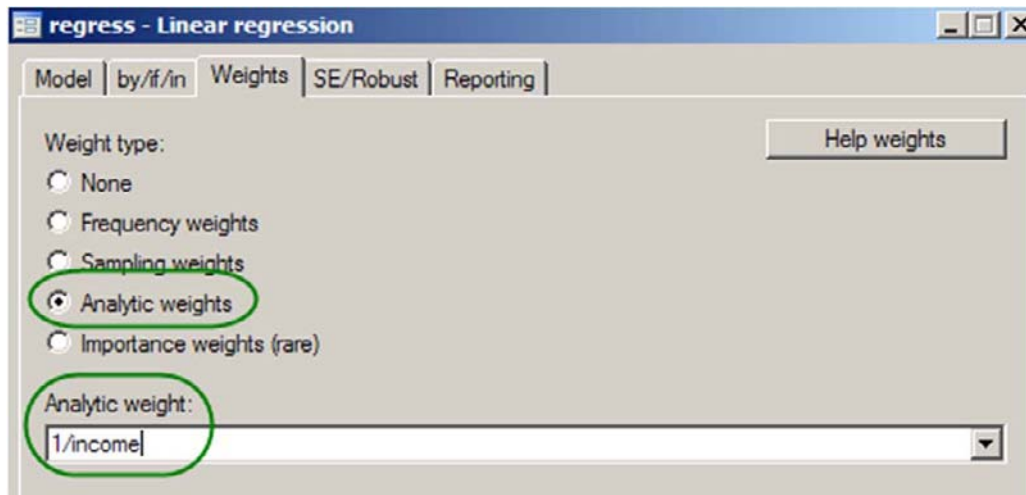 regress - Linear regression
Model by/if/in Weights SE/Robust Reporting
Weight type:
Help weights
None
Frequency weights
Sampling weights
Analytic weights
Importance weights (rare)
Analytic weight:
1/income